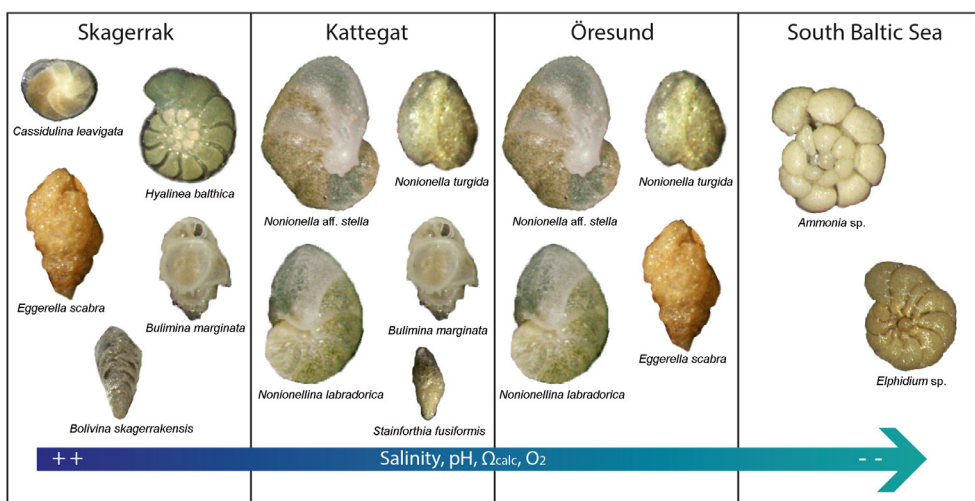 Skagerrak
Cassidulina leavigata
Hyalinea balthica
Eggerella scabra
Bulimina marginata
Bolivina skagerrakensis
Kattegat
Nonionella aff. stella
Nonionella turgida
Nonionellina labradorica
Bulimina marginata
Stainforthia fusiformis
Öresund
Nonionella aff. stella
Nonionella turgida
Nonionellina labradorica
Eggerella scabra
South Baltic Sea
Ammonia sp.
Elphidium sp.
++ Salinity, pH, Ωcalc, O2 --